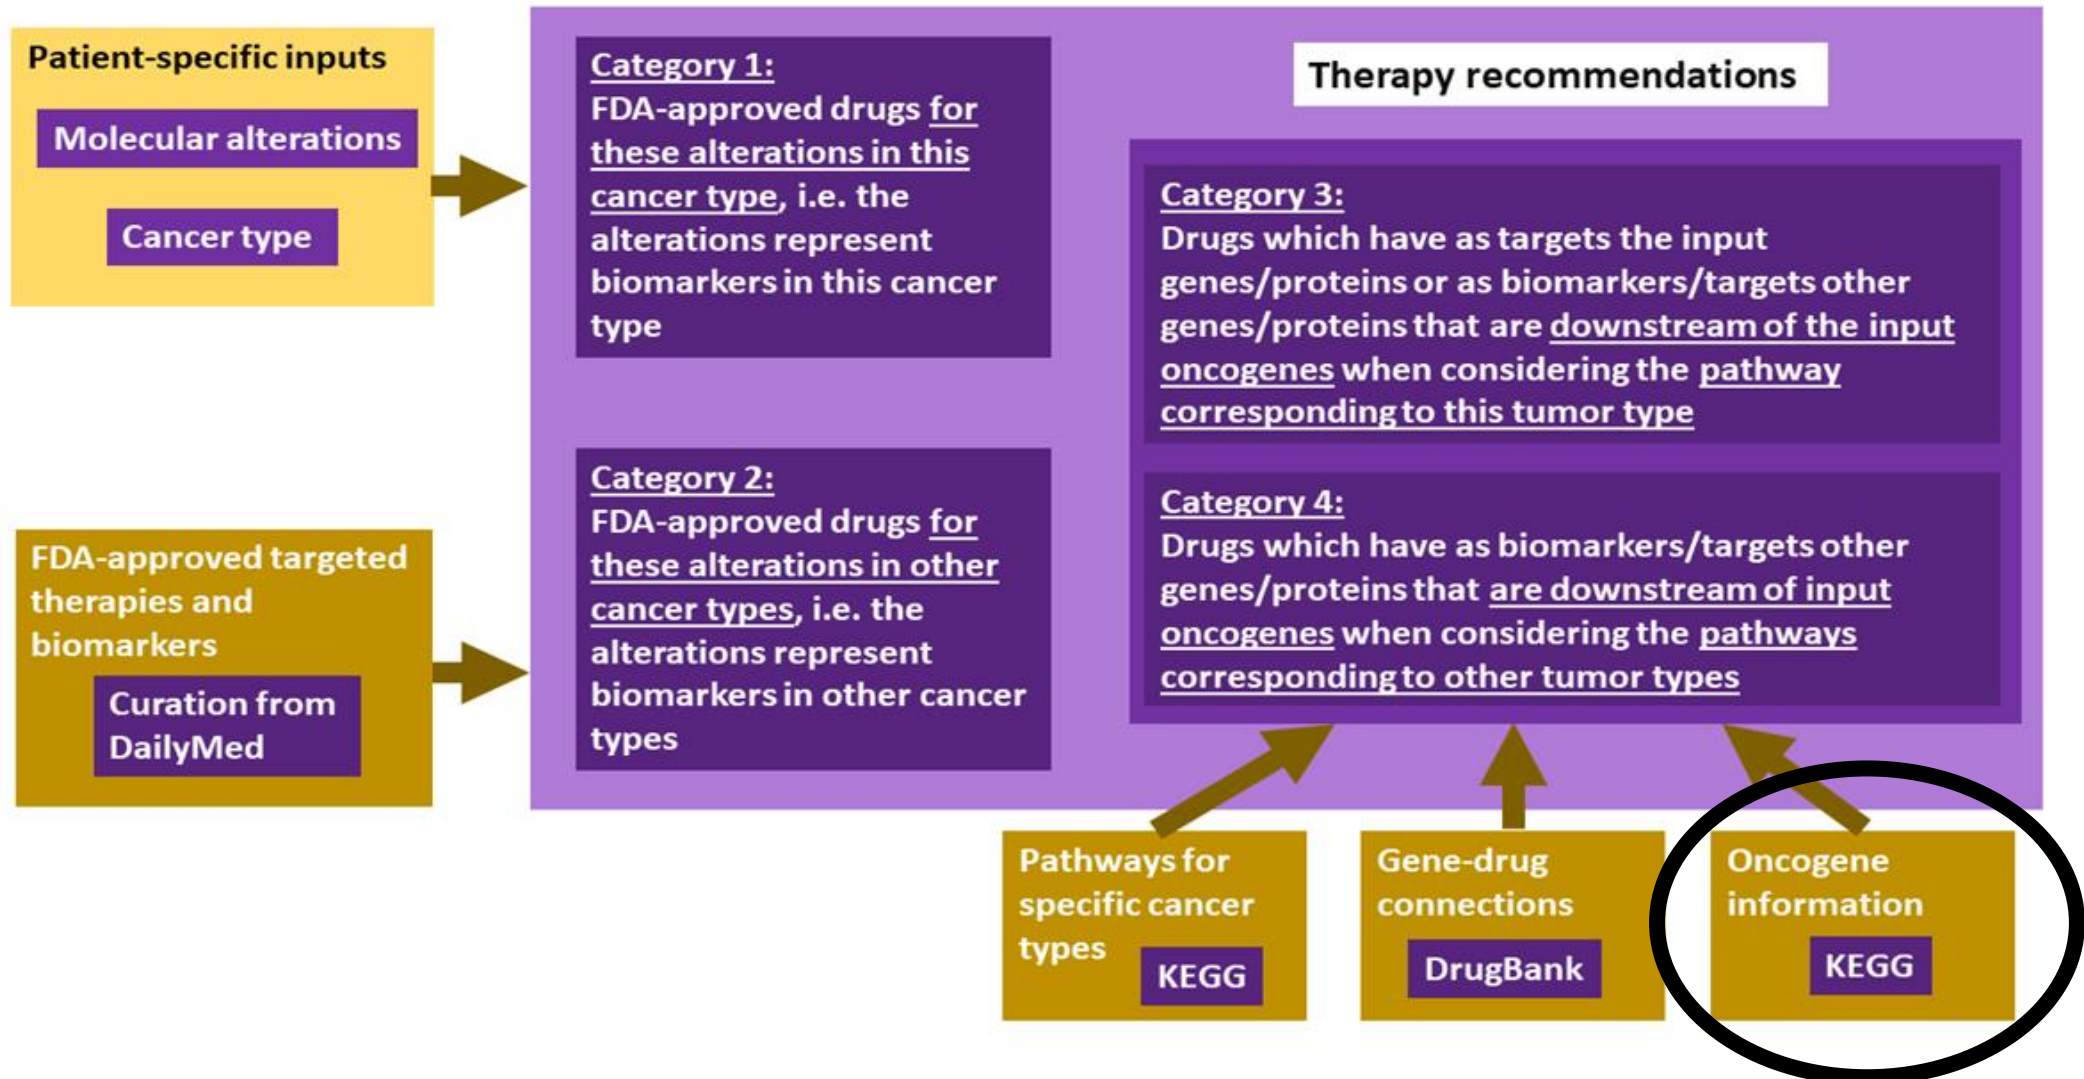 Patient-specific inputs
Molecular alterations
Cancer type
FDA-approved targeted
therapies and
biomarkers
Curation from
DailyMed
Category 1:
FDA-approved drugs for
these alterations in this
cancer type, i.e. the
alterations represent
biomarkers in this cancer
type
Category 2:
FDA-approved drugs for
these alterations in other
cancer types, i.e. the
alterations represent
biomarkers in other cancer
types
Therapy recommendations
Category 3:
Drugs which have as targets the input
genes/proteins or as biomarkers/targets other
genes/proteins that are downstream of the input
oncogenes when considering the pathway
corresponding to this tumor type
Category 4:
Drugs which have as biomarkers/targets other
genes/proteins that are downstream of input
oncogenes when considering the pathways
corresponding to other tumor types
Pathways for
specific cancer
types
KEGG
Gene-drug
connections
DrugBank
Oncogene
information
KEGG